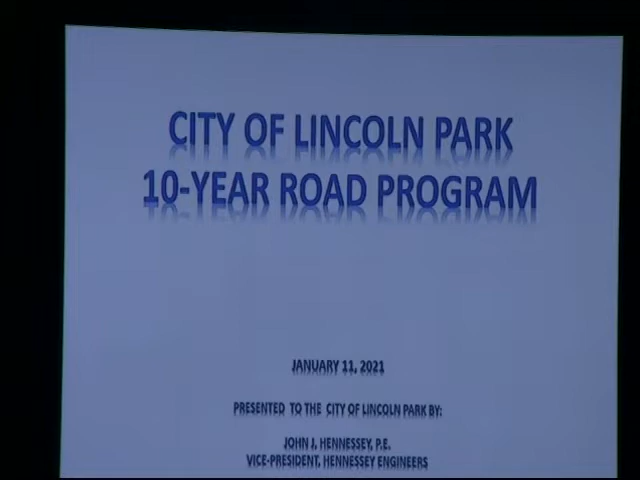 CITY OF LINCOLN PARK
10-YEAR ROAD PROGRAM
JANUARY 11, 2021
PRESENTED TO THE CITY OF LINCOLN PARK BY:
JOHN J. HENNESSEY, P.E.
VICE-PRESIDENT, HENNESSEY ENGINEERS